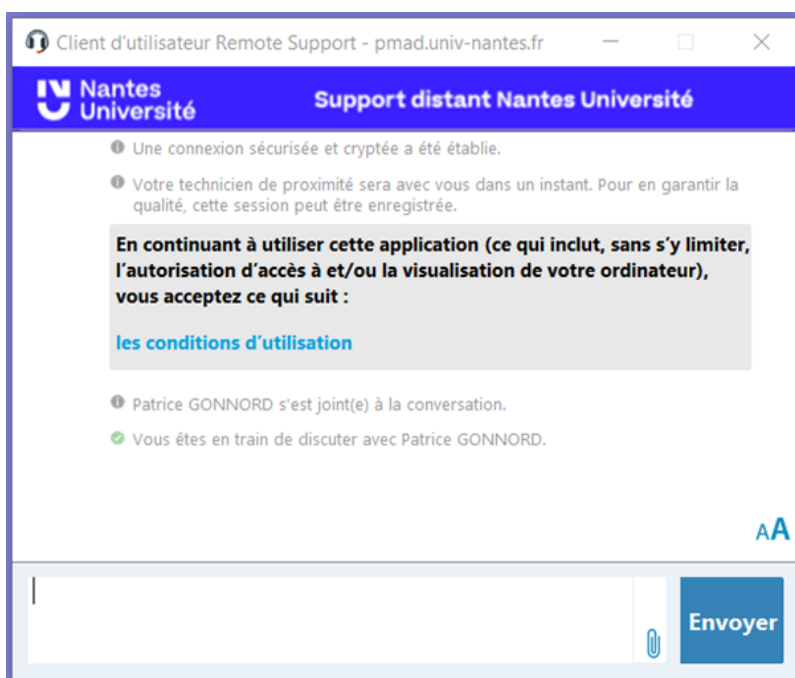 Client d'utilisateur Remote Support - pmad.univ-nantes.fr
Nantes
Université
Support distant Nantes Université
Une connexion sécurisée et cryptée a été établie.
Votre technicien de proximité sera avec vous dans un instant. Pour en garantir la
qualité, cette session peut être enregistrée.
En continuant à utiliser cette application (ce qui inclut, sans s'y limiter,
l'autorisation d'accès à et/ou la visualisation de votre ordinateur),
vous acceptez ce qui suit :
les conditions d'utilisation
Patrice GONNORD s'est joint(e) à la conversation.
Vous êtes en train de discuter avec Patrice GONNORD.
AA
Envoyer